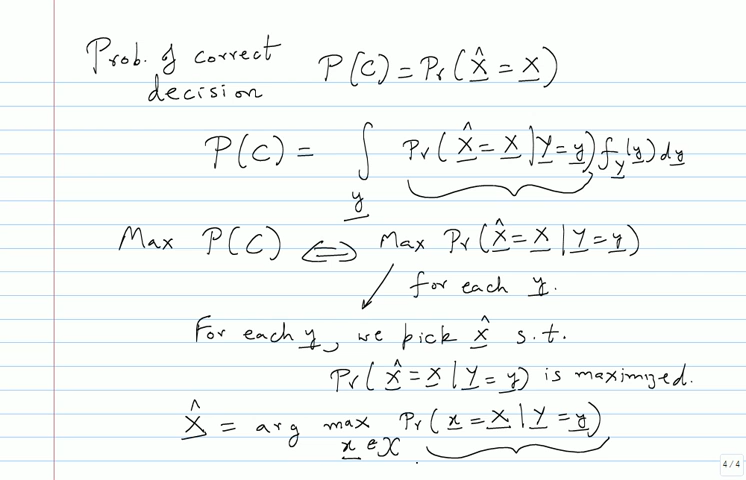 Prob. of correct decision P(C) = Pr(X̂ = X)
P(C) = ∫_y Pr(X̂ = X | Y = y) f_Y(y) dy
Max P(C) ⟺ Max Pr(X̂ = X | Y = y)
for each y.
For each y, we pick x̂ s.t.
Pr(x̂ = X | Y = y) is maximized.
X̂ = arg max_{x ∈ X} Pr(x = X | Y = y)
4/4